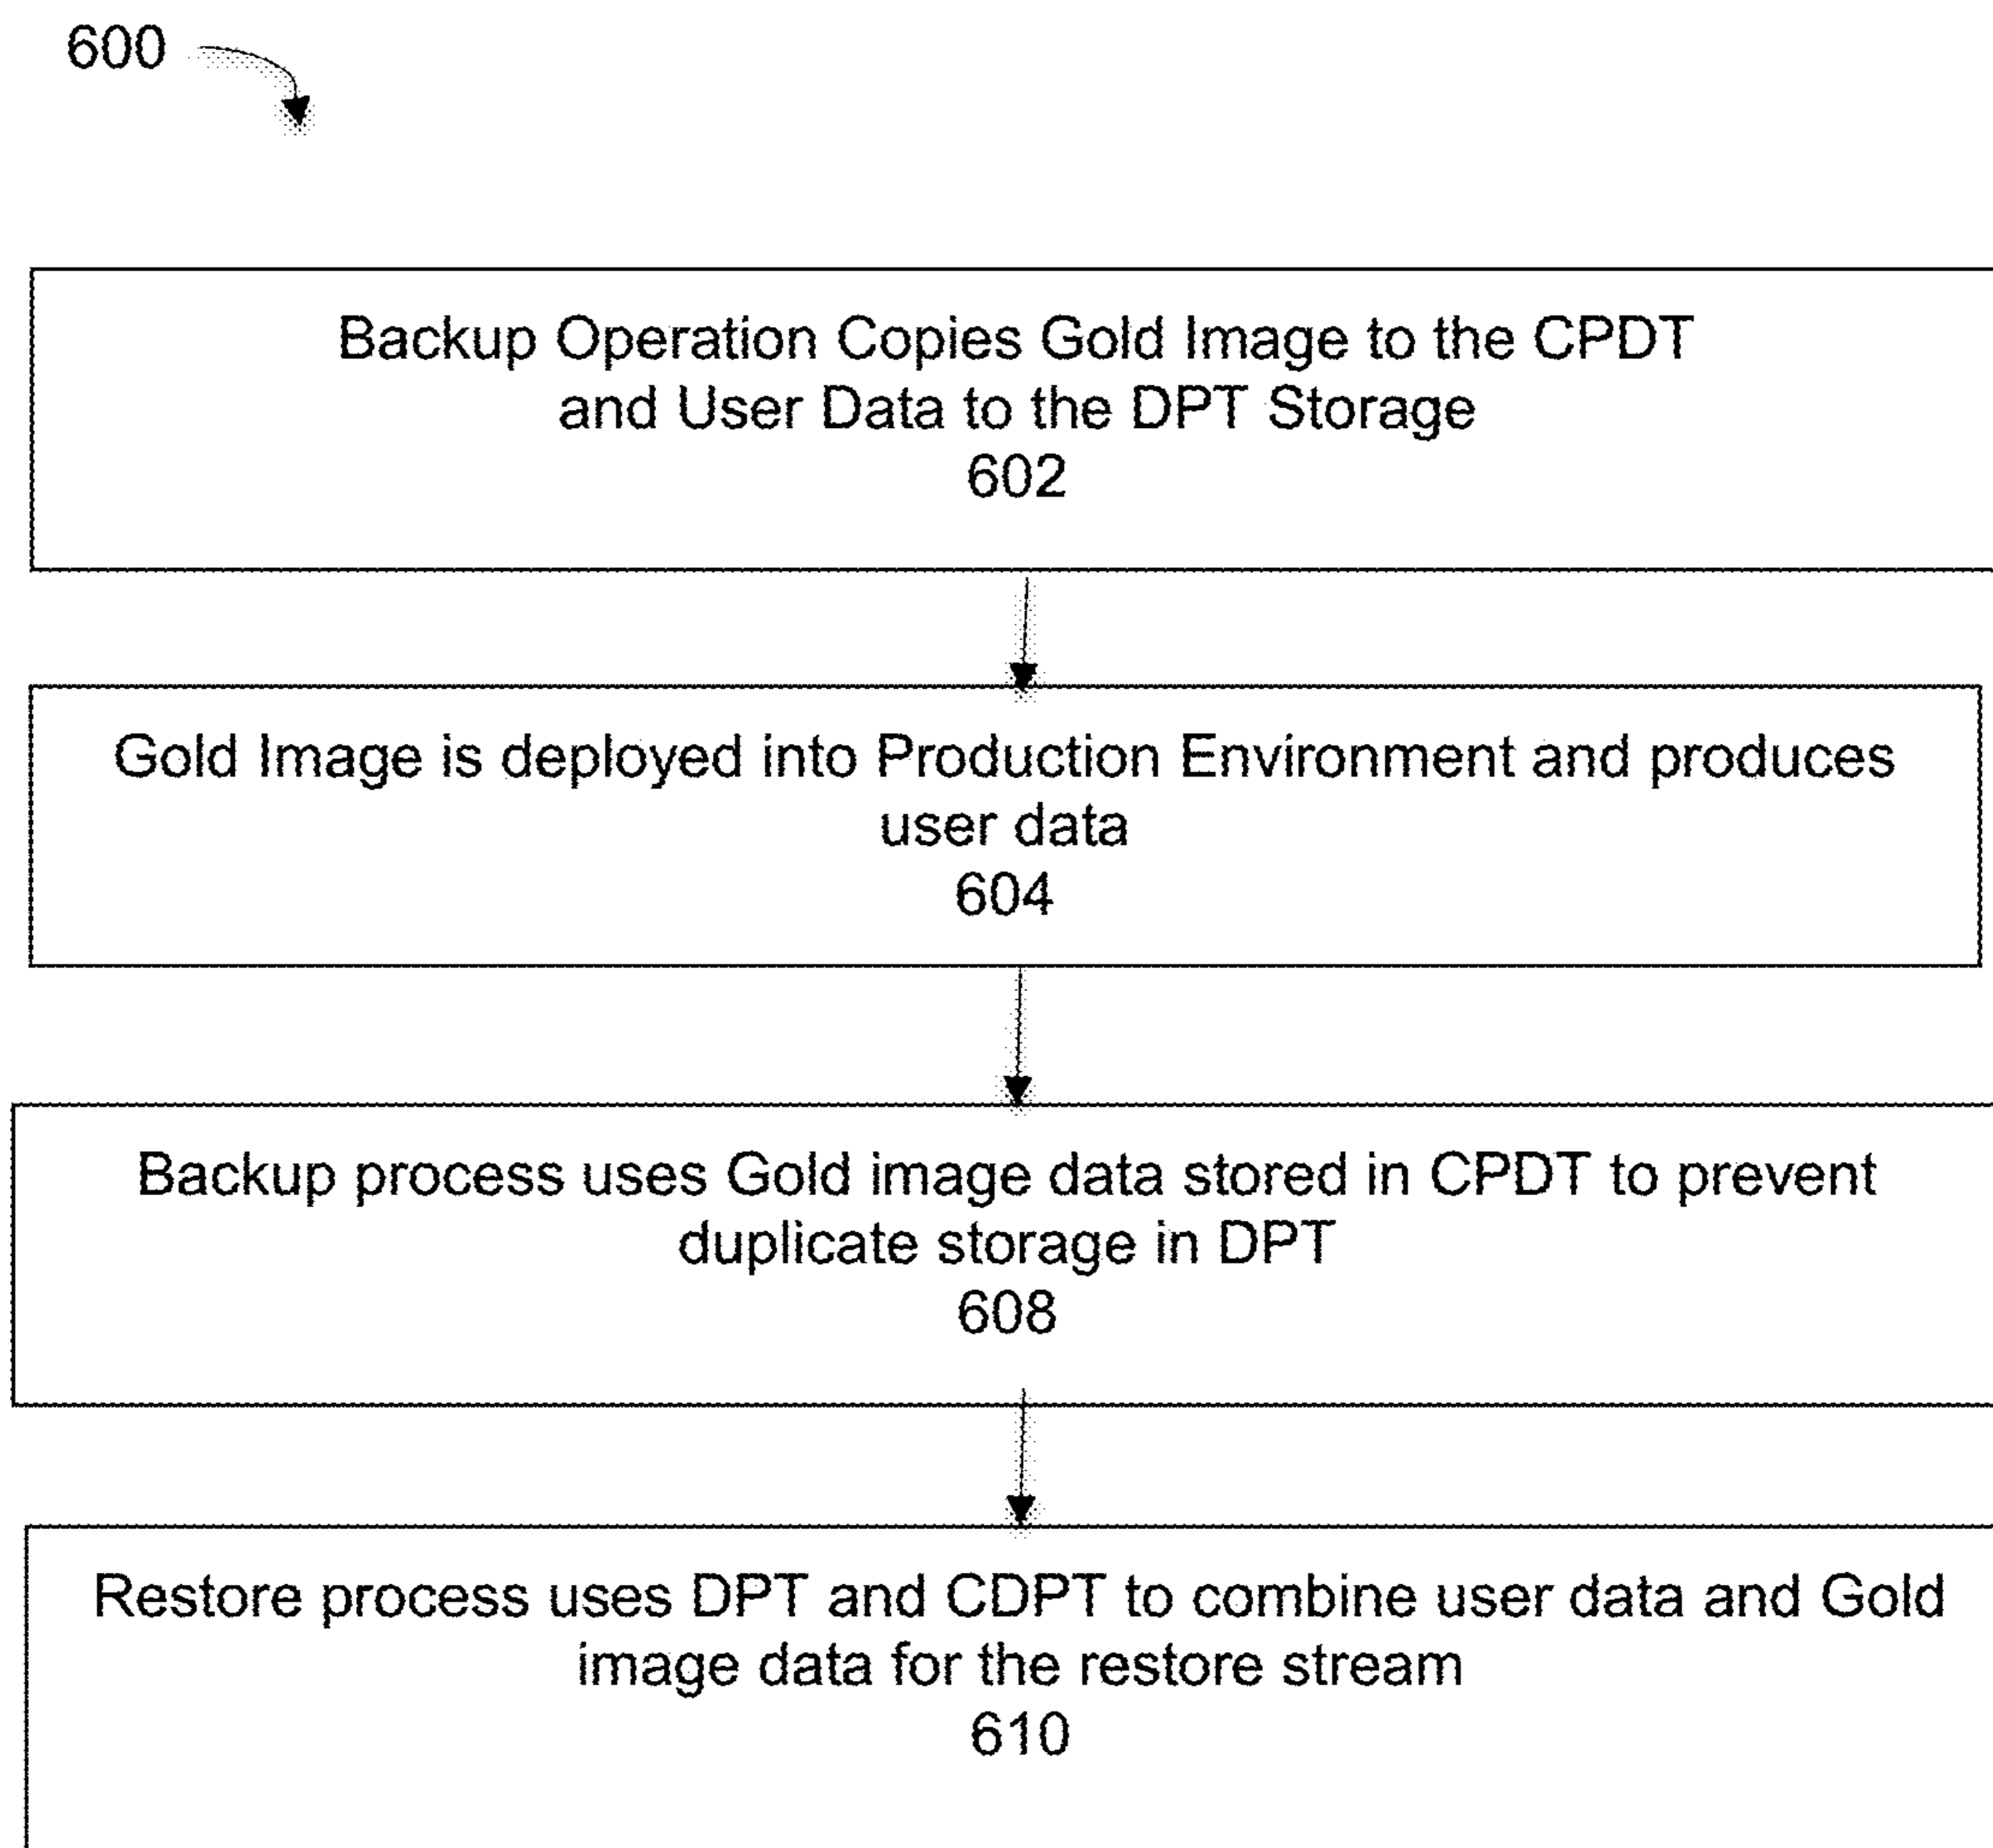 600
Backup Operation Copies Gold Image to the CPDT
and User Data to the DPT Storage
602
Gold Image is deployed into Production Environment and produces
user data
604
Backup process uses Gold image data stored in CPDT to prevent
duplicate storage in DPT
608
Restore process uses DPT and CDPT to combine user data and Gold
image data for the restore stream
610